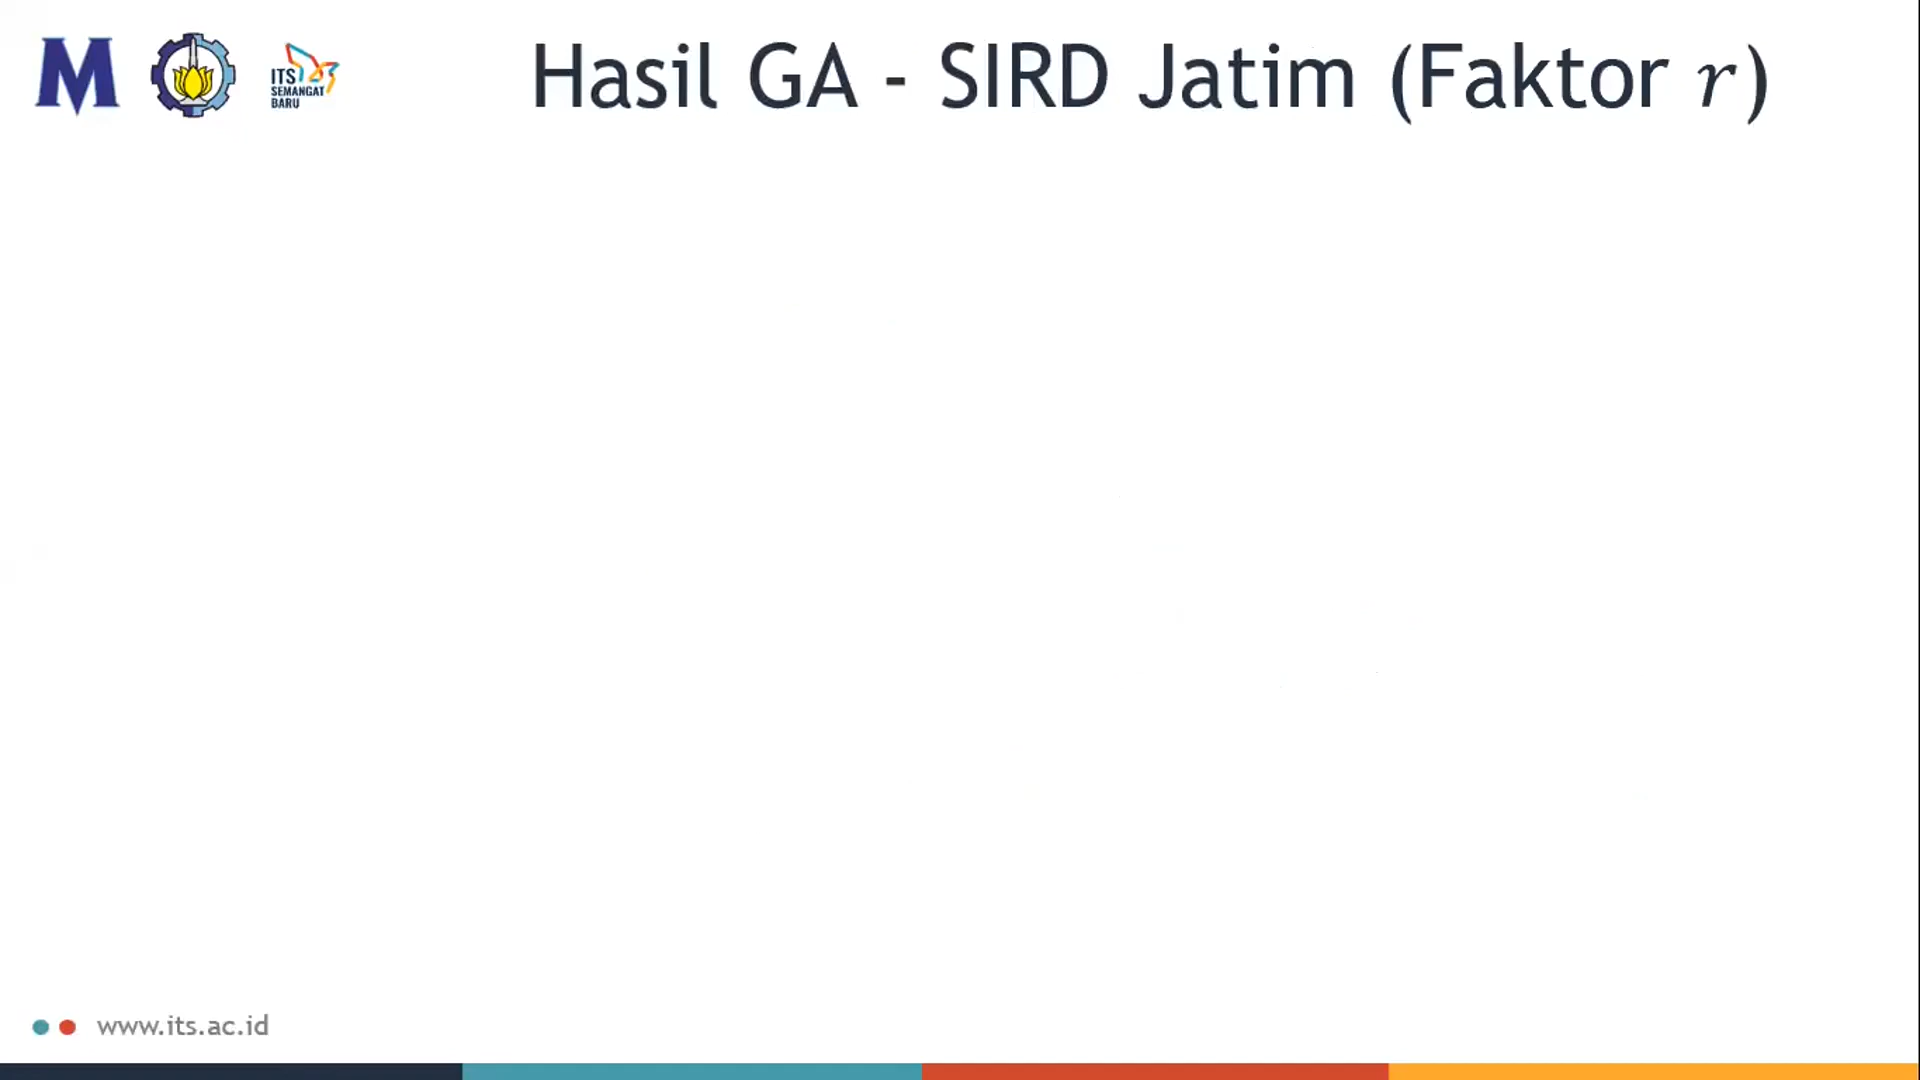 M
ITS
SEMANGAT
BARU
Hasil GA - SIRD Jatim (Faktor r)
www.its.ac.id